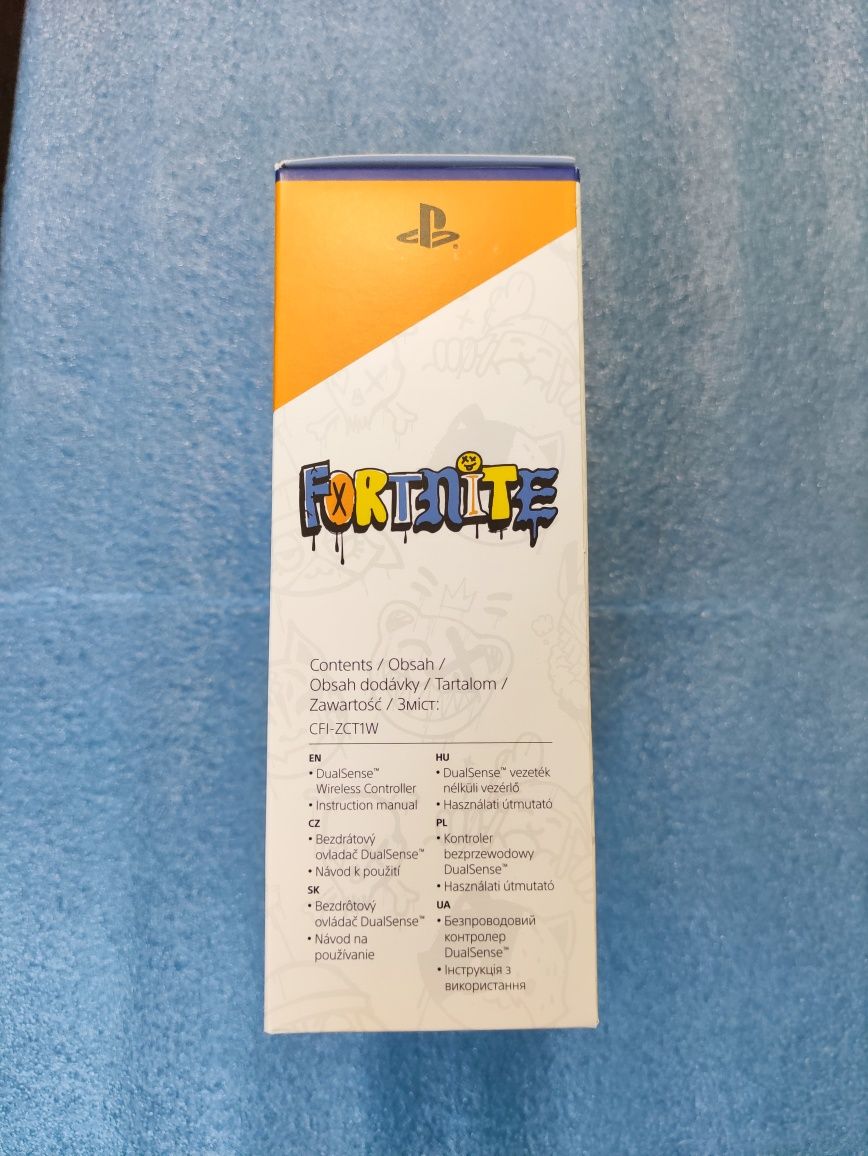 FORTNITE
Contents / Obsah /
Obsah dodávky / Tartalom /
Zawartość / Зміст:
CFI-ZCT1W
EN
• DualSense™
Wireless Controller
• Instruction manual
CZ
• Bezdrátový
ovladač DualSense™
• Návod k použití
SK
• Bezdrôtový
ovládač DualSense™
• Návod na
používanie
HU
• DualSense™ vezeték
nélküli vezérlő
• Használati útmutató
PL
• Kontroler
bezprzewodowy
DualSense™
• Használati útmutató
UA
• Безпроводовий
контролер
DualSense™
• Інструкція з
використання